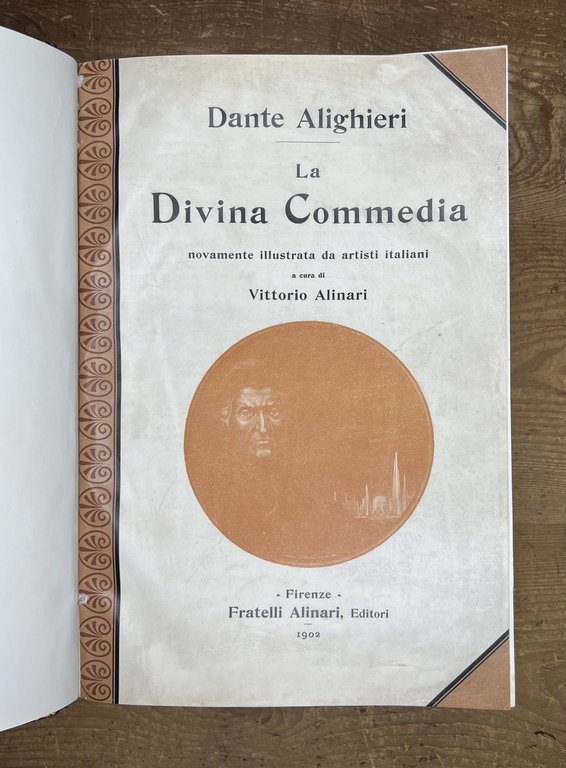 Dante Alighieri
La
Divina Commedia
novamente illustrata da artisti italiani
a cura di
Vittorio Alinari
- Firenze -
Fratelli Alinari, Editori
1902